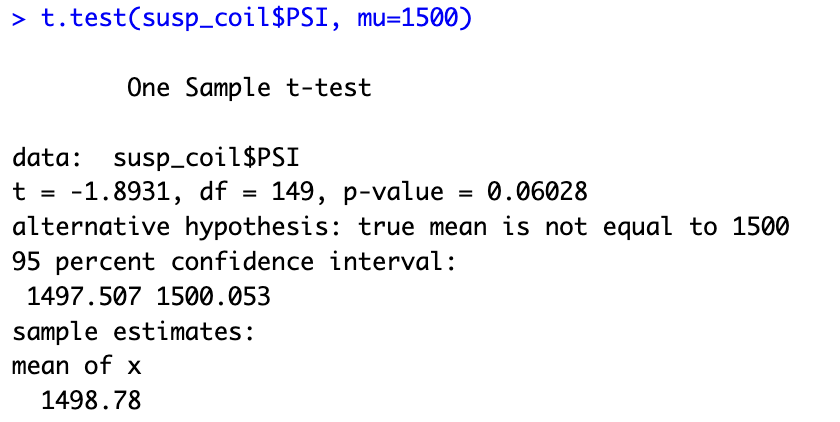 > t.test(susp_coil$PSI, mu=1500)
One Sample t-test
data:  susp_coil$PSI
t = -1.8931, df = 149, p-value = 0.06028
alternative hypothesis: true mean is not equal to 1500
95 percent confidence interval:
1497.507 1500.053
sample estimates:
mean of x
1498.78